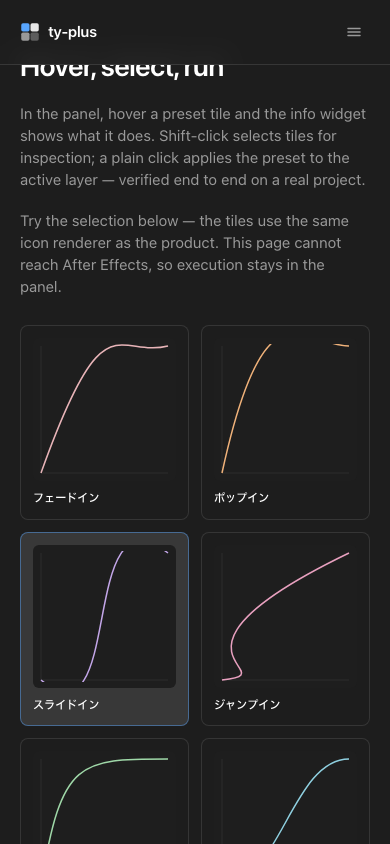 ty-plus
Hover, select, run
In the panel, hover a preset tile and the info widget
shows what it does. Shift-click selects tiles for
inspection; a plain click applies the preset to the
active layer — verified end to end on a real project.
Try the selection below — the tiles use the same
icon renderer as the product. This page cannot
reach After Effects, so execution stays in the
panel.
フェードイン
ポップイン
スライドイン
ジャンプイン